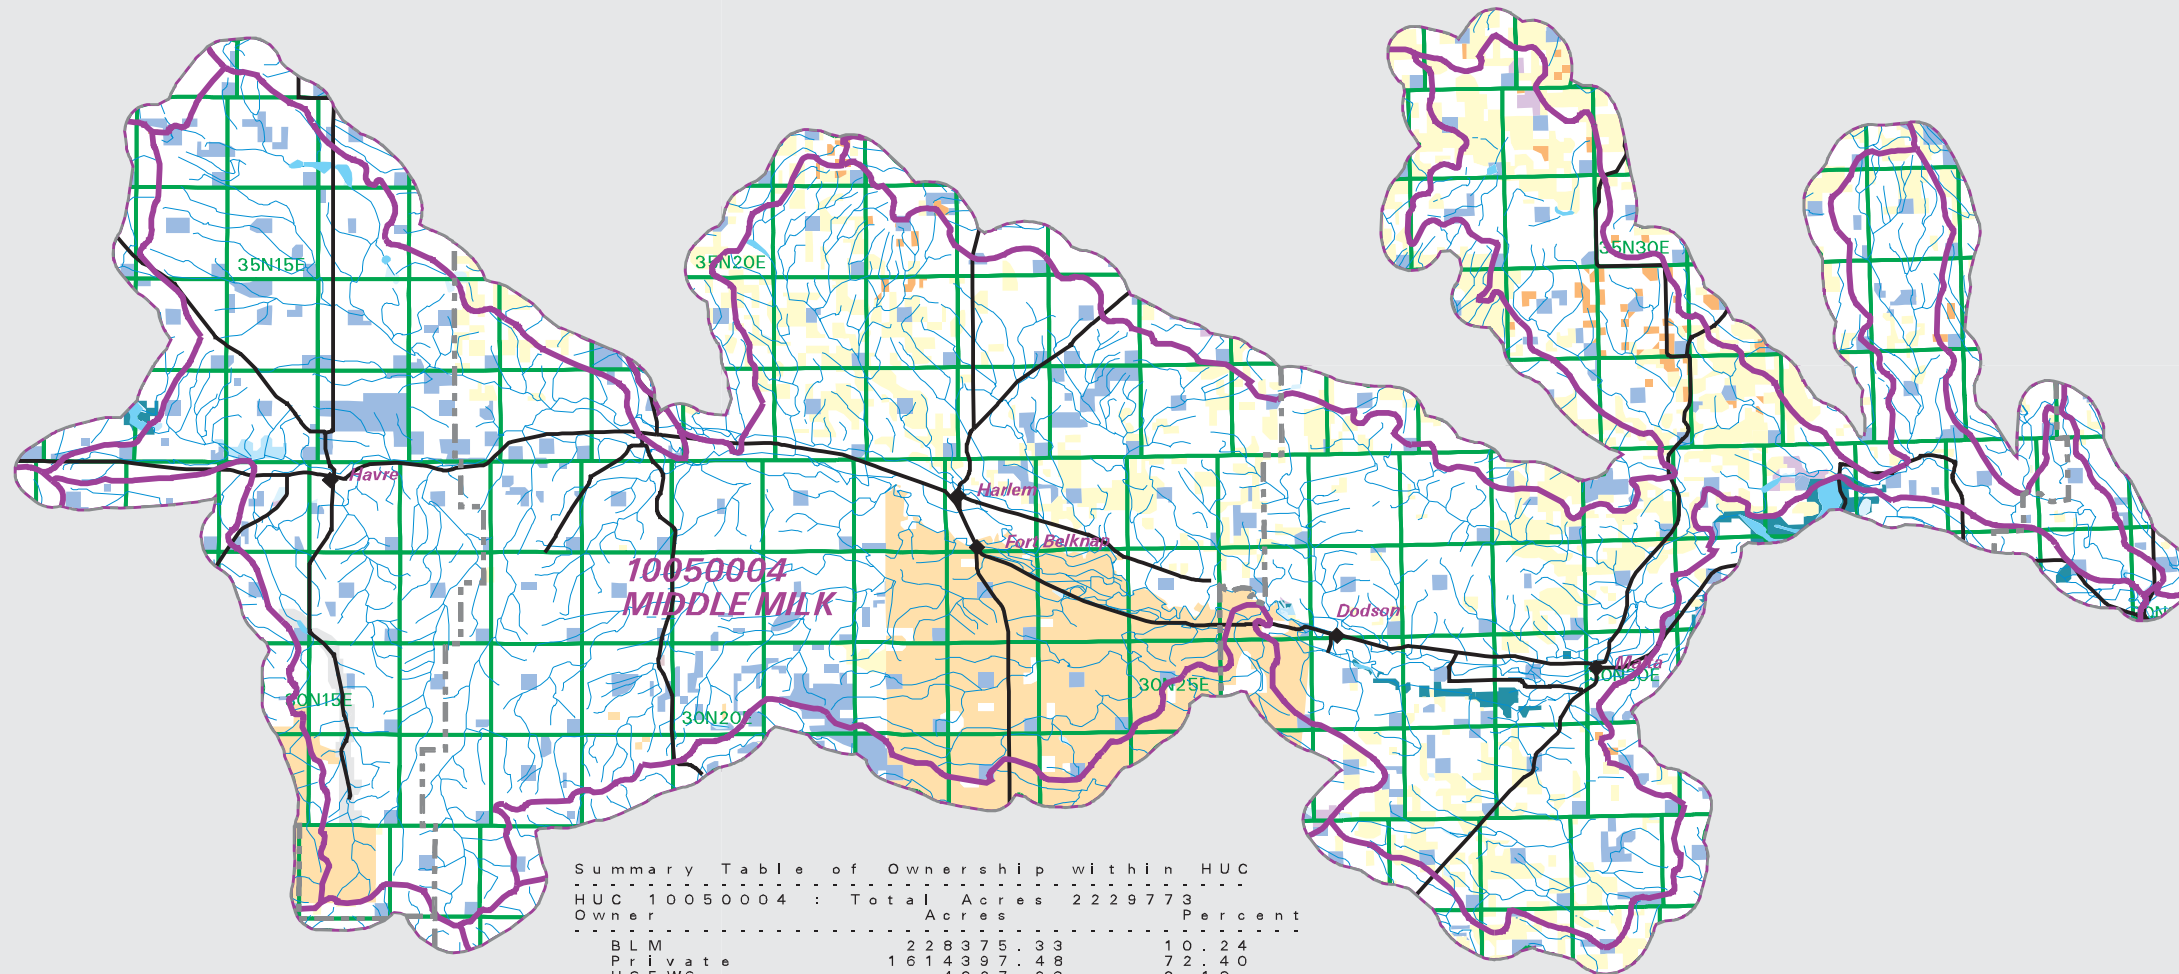 35N15E
35N20E
35N30E
Havre
Harlem
Fort Belknap
10050004
MIDDLE MILK
Dodson
Malta
30N30E
30N15E
30N20E
30N25E
Summary Table of Ownership within HUC
HUC 10050004 : Total Acres 2229773
Owner Acres Percent
BLM 228375.33 10.24
Private 1614397.48 72.40